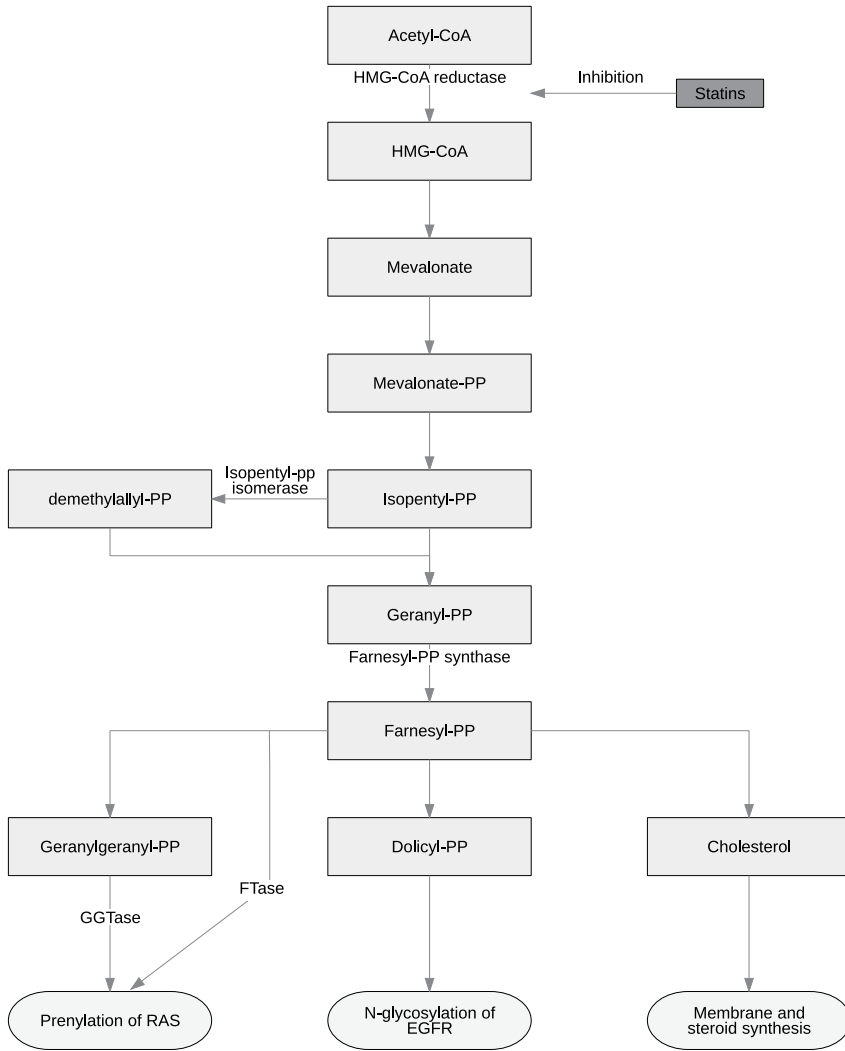 Acetyl-CoA
HMG-CoA reductase
Inhibition
Statins
HMG-CoA
Mevalonate
Mevalonate-PP
Isopentyl-pp
isomerase
demethylallyl-PP
Isopentyl-PP
Geranyl-PP
Farnesyl-PP synthase
Farnesyl-PP
Geranylgeranyl-PP
Dolicyl-PP
Cholesterol
FTase
GGTase
Prenylation of RAS
N-glycosylation of
EGFR
Membrane and
steroid synthesis